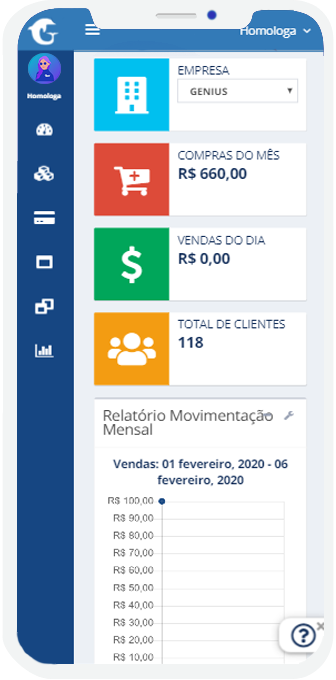 Homologa
Homologa
EMPRESA
GENIUS
COMPRAS DO MÊS
R$ 660,00
VENDAS DO DIA
R$ 0,00
TOTAL DE CLIENTES
118
Relatório Movimentação
Mensal
Vendas: 01 fevereiro, 2020 - 06
fevereiro, 2020
R$ 100,00
R$ 90,00
R$ 80,00
R$ 70,00
R$ 60,00
R$ 50,00
R$ 40,00
R$ 30,00
R$ 20,00
R$ 10,00